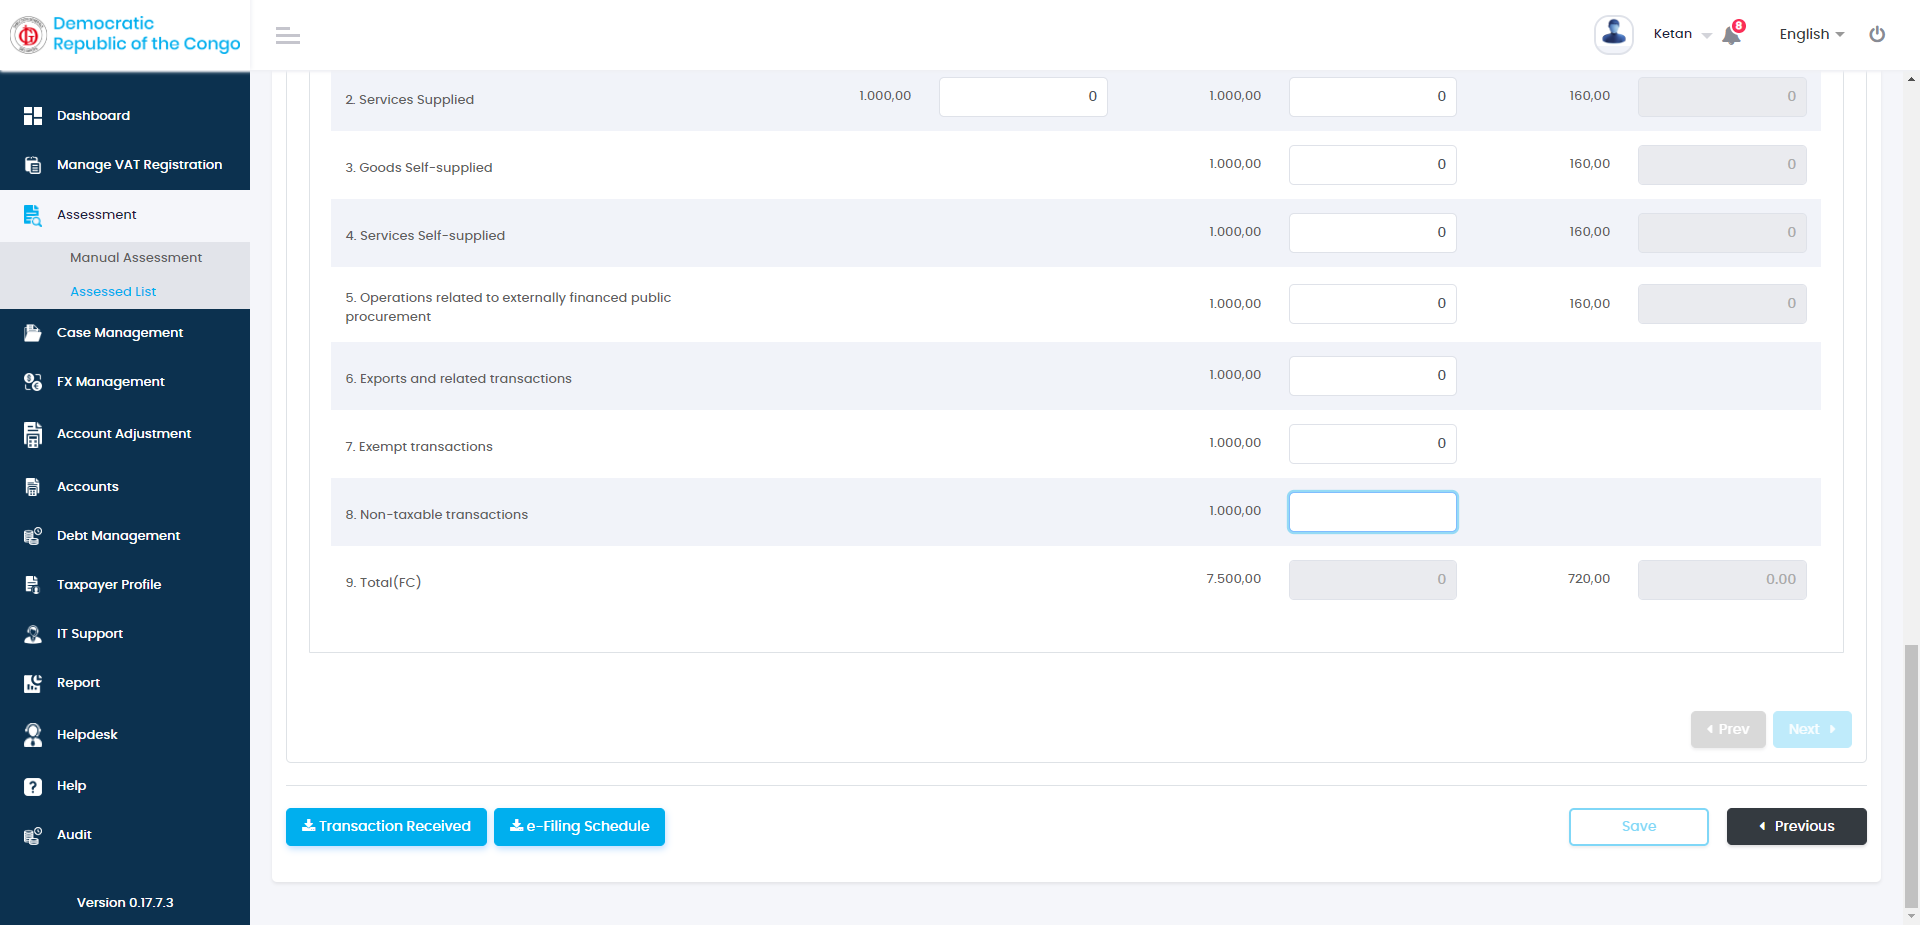 Democratic
Republic of the Congo
Ketan
8
English
Dashboard
Manage VAT Registration
Assessment
Manual Assessment
Assessed List
Case Management
FX Management
Account Adjustment
Accounts
Debt Management
Taxpayer Profile
IT Support
Report
Helpdesk
Help
Audit
Version 0.17.7.3
2. Services Supplied 1.000,00 0 1.000,00 0 160,00 0
3. Goods Self-supplied 1.000,00 0 160,00 0
4. Services Self-supplied 1.000,00 0 160,00 0
5. Operations related to externally financed public
procurement 1.000,00 0 160,00 0
6. Exports and related transactions 1.000,00 0
7. Exempt transactions 1.000,00 0
8. Non-taxable transactions 1.000,00
9. Total(FC) 7.500,00 0 720,00 0.00
Prev Next
Transaction Received e-Filing Schedule Save Previous